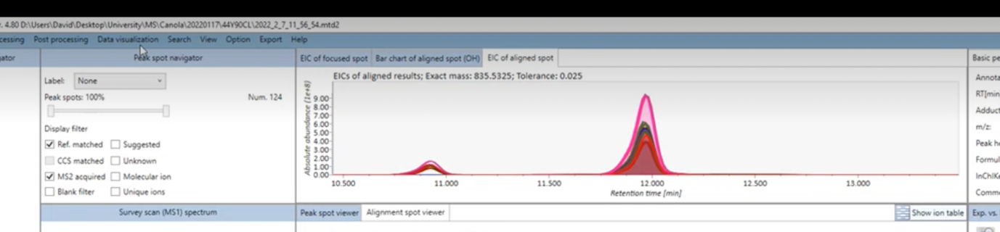 r. 4.80 D:\Users\David\Desktop\University\MS\Canola\20220117\44Y90CL\2022_2_7_11_56_54.mtd2
cessing Post processing Data visualization Search View Option Export Help
gator Peak spot navigator EIC of focused spot Bar chart of aligned spot (OH) EIC of aligned spot Basic pe
Label: None
Peak spots: 100% Num. 124
Display filter
Ref. matched Suggested
CCS matched Unknown
MS2 acquired Molecular ion
Blank filter Unique ions
EICs of aligned results; Exact mass: 835.5325; Tolerance: 0.025
Absolute abundance (1e+8)
9.00
8.00
7.00
6.00
5.00
4.00
3.00
2.00
1.00
0.00
10.500 11.000 11.500 12.000 12.500 13.000
Retention time [min]
Annota
RT[min
Adduct
m/z:
Peak he
Formul
InChIKe
Comme
Survey scan (MS1) spectrum Peak spot viewer Alignment spot viewer Show ion table Exp. vs.